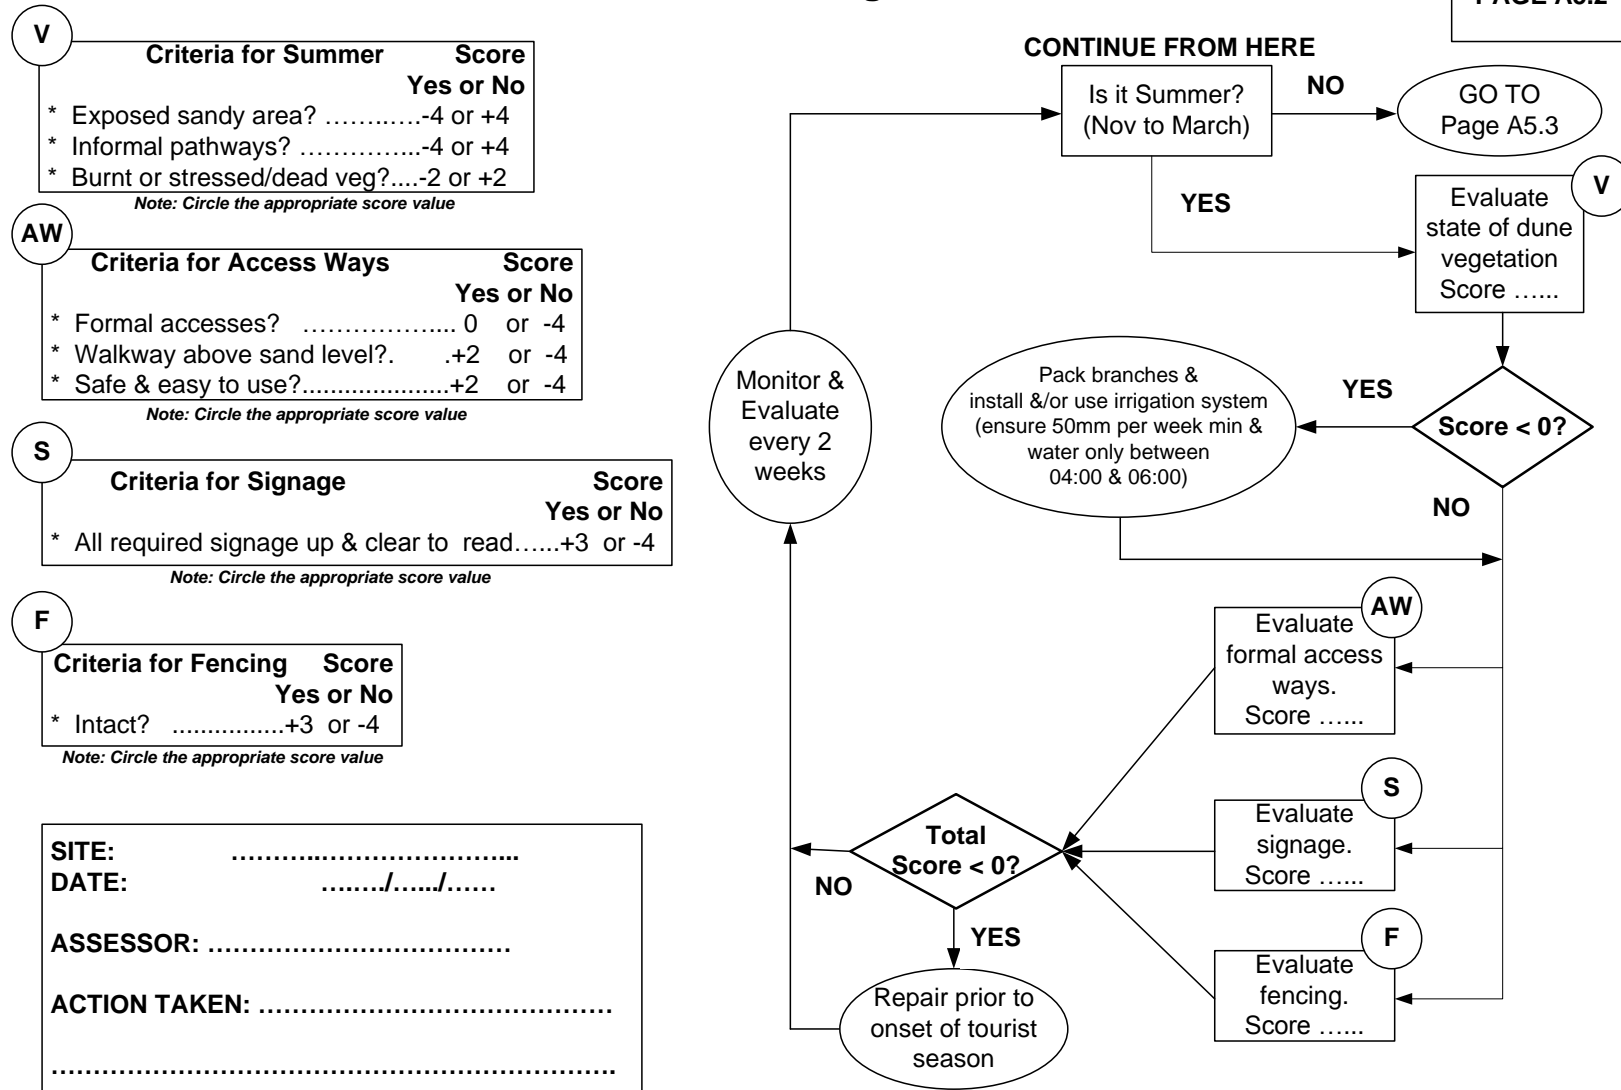 PAGE A5.2
V
Criteria for Summer Score
Yes or No
* Exposed sandy area? ……..….-4 or +4
* Informal pathways? …………...-4 or +4
* Burnt or stressed/dead veg?....-2 or +2
Note: Circle the appropriate score value
AW
Criteria for Access Ways Score
Yes or No
* Formal accesses? …………….... 0 or -4
* Walkway above sand level?. .+2 or -4
* Safe & easy to use?.....................+2 or -4
Note: Circle the appropriate score value
S
Criteria for Signage Score
Yes or No
* All required signage up & clear to read…...+3 or -4
Note: Circle the appropriate score value
F
Criteria for Fencing Score
Yes or No
* Intact? ................+3 or -4
Note: Circle the appropriate score value
SITE: ………...…………………...
DATE: …..…/…../……
ASSESSOR: ………………………………
ACTION TAKEN: ……………………………………
………………………………………………………….
CONTINUE FROM HERE
Is it Summer?
(Nov to March)
NO
GO TO
Page A5.3
YES
V
Evaluate
state of dune
vegetation
Score …...
Score < 0?
YES
Pack branches &
install &/or use irrigation system
(ensure 50mm per week min &
water only between
04:00 & 06:00)
NO
Monitor &
Evaluate
every 2
weeks
AW
Evaluate
formal access
ways.
Score …...
S
Evaluate
signage.
Score …...
F
Evaluate
fencing.
Score …...
Total
Score < 0?
NO
YES
Repair prior to
onset of tourist
season